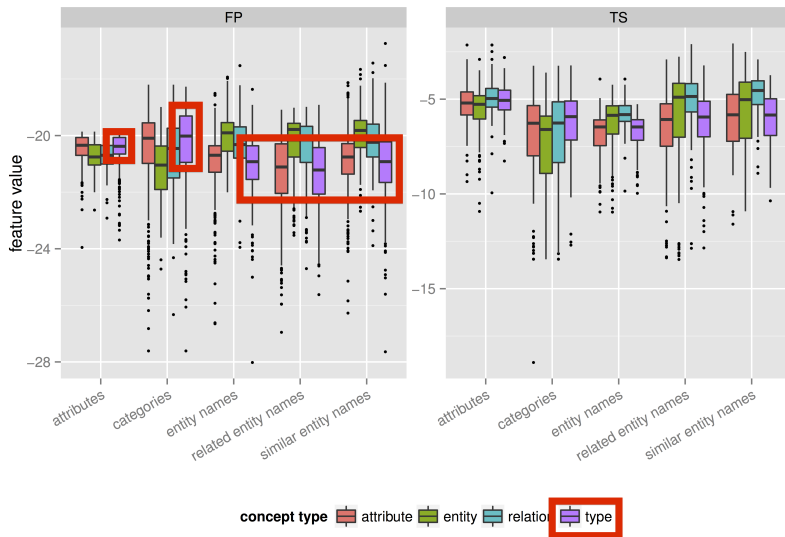 FP
TS
feature value
−20
−24
−26
−28
−5
−10
−15
attributes
categories
entity names
related entity names
similar entity names
attributes
categories
entity names
related entity names
similar entity names
concept type attribute entity relation type